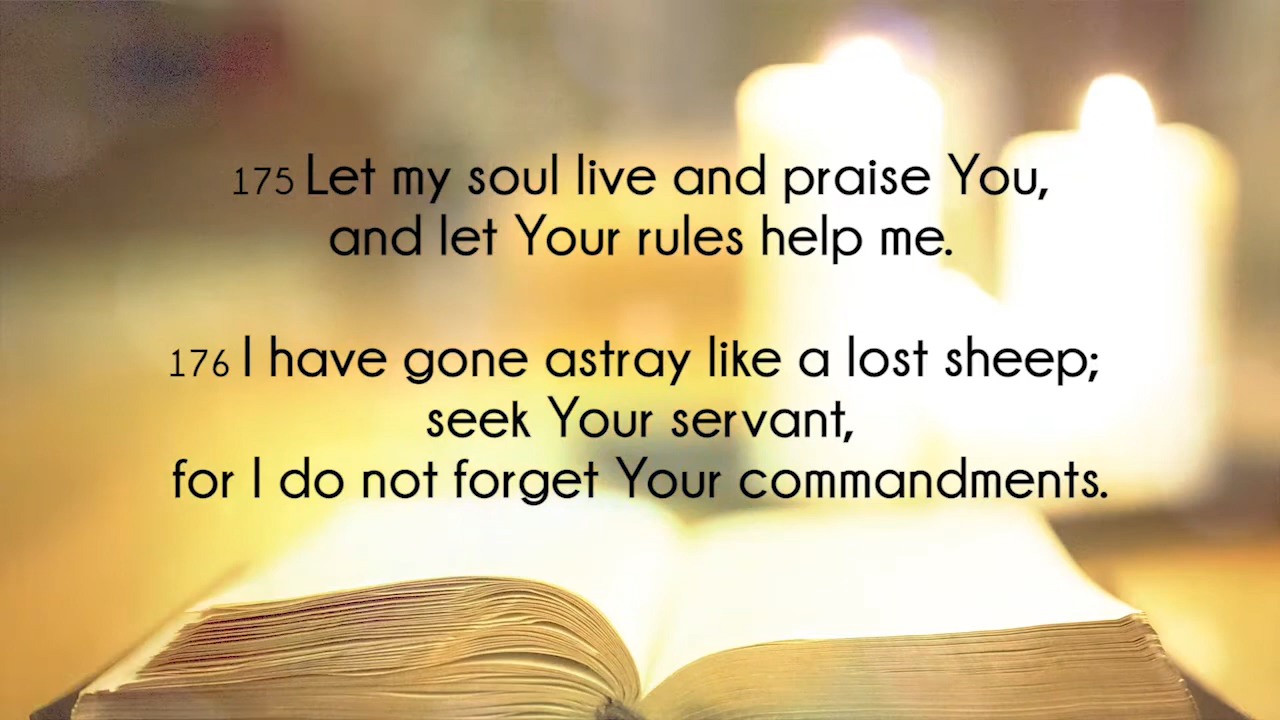 175 Let my soul live and praise You,
and let Your rules help me.
176 I have gone astray like a lost sheep;
seek Your servant,
for I do not forget Your commandments.